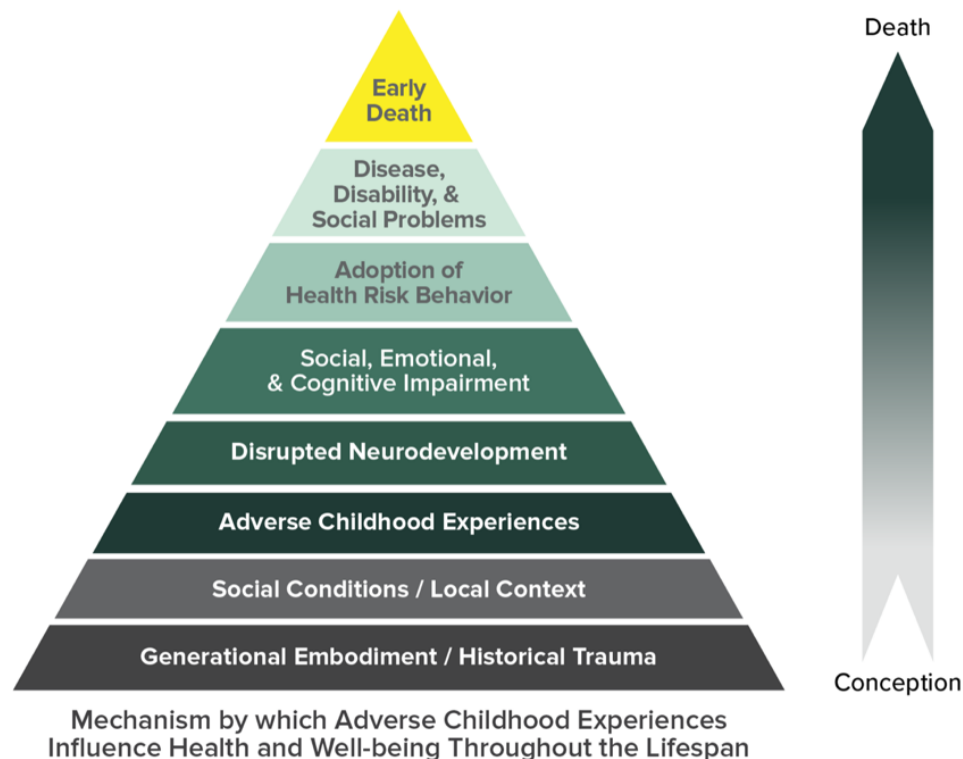 Death
Early
Death
Disease,
Disability, &
Social Problems
Adoption of
Health Risk Behavior
Social, Emotional,
& Cognitive Impairment
Disrupted Neurodevelopment
Adverse Childhood Experiences
Social Conditions / Local Context
Generational Embodiment / Historical Trauma
Conception
Mechanism by which Adverse Childhood Experiences
Influence Health and Well-being Throughout the Lifespan